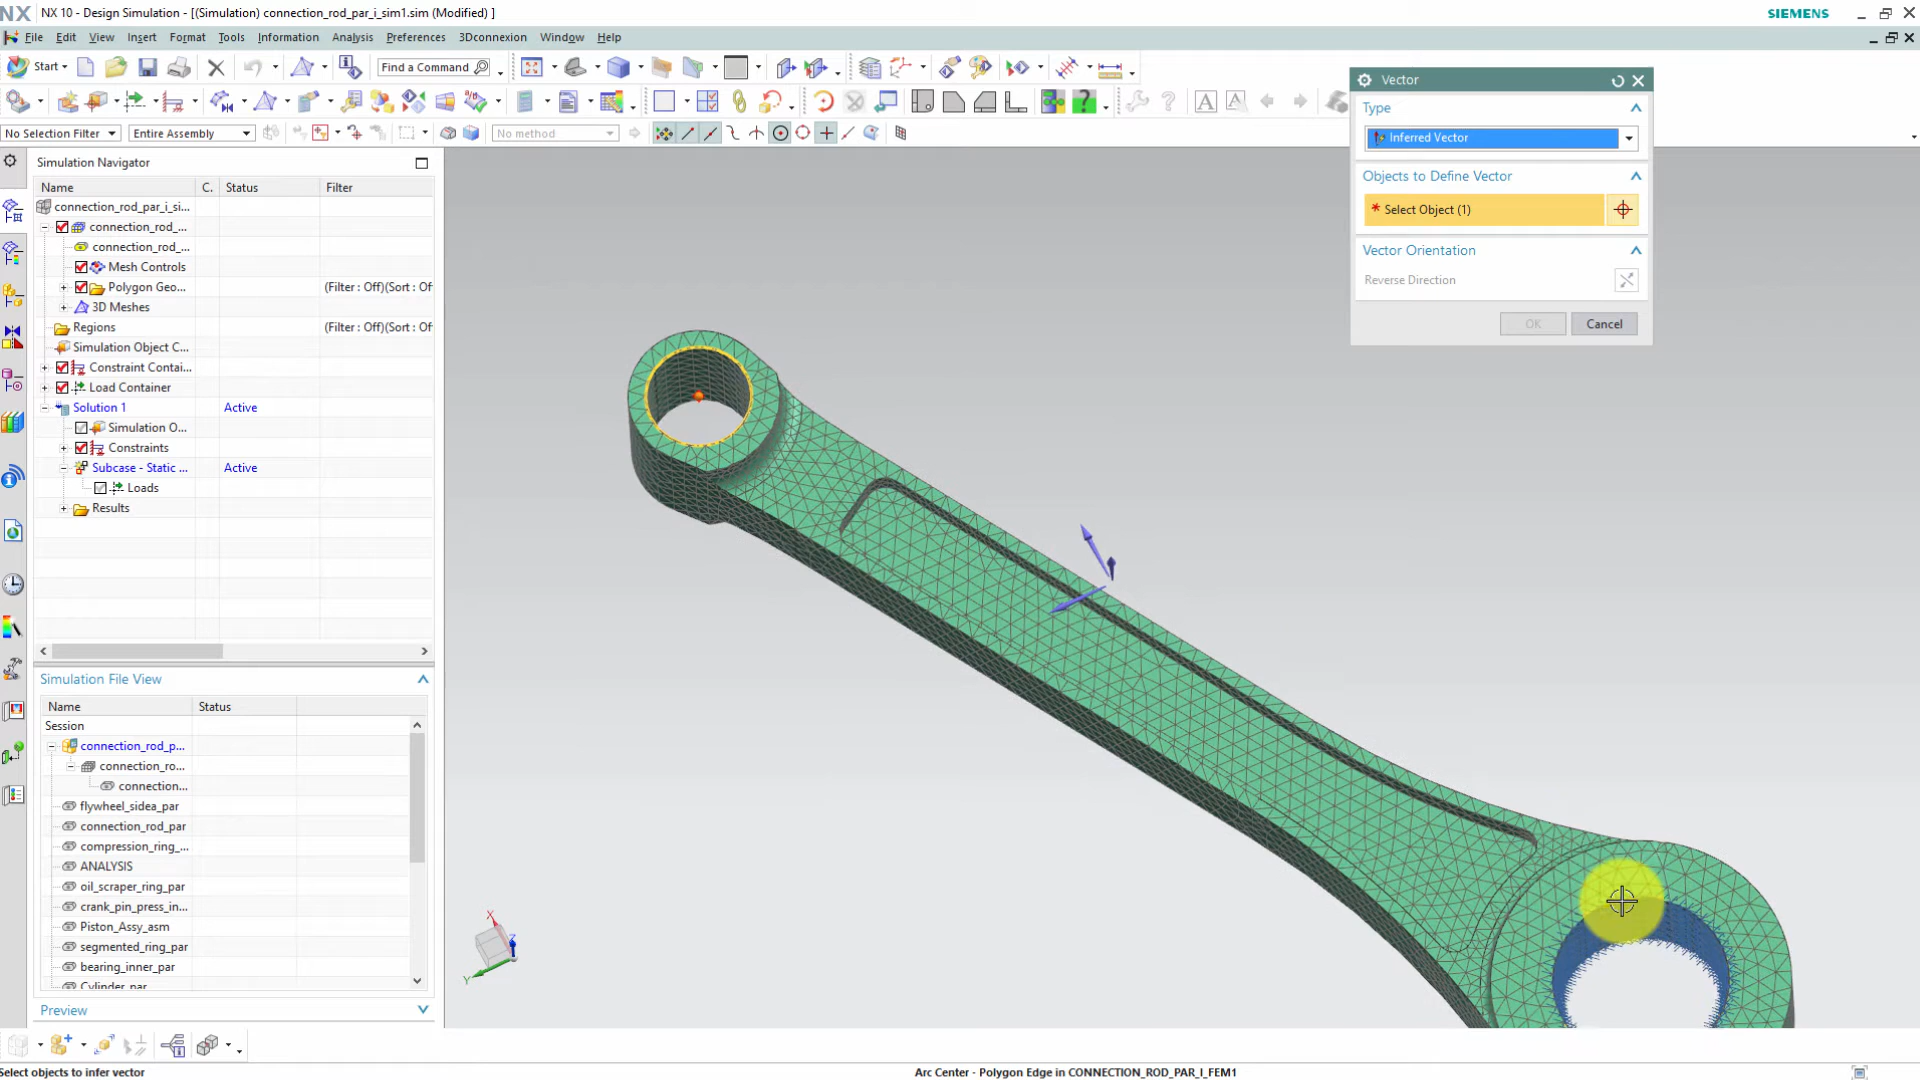 NX NX 10 - Design Simulation - [(Simulation) connection_rod_par_i_sim1.sim (Modified) ] SIEMENS
File Edit View Insert Format Tools Information Analysis Preferences 3Dconnexion Window Help
Start Find a Command
No Selection Filter Entire Assembly No method
Simulation Navigator
Name C. Status Filter
connection_rod_par_i_si...
connection_rod_...
connection_rod_...
Mesh Controls
Polygon Geo... (Filter : Off)(Sort : Of
3D Meshes
Regions (Filter : Off)(Sort : Of
Simulation Object C...
Constraint Contai...
Load Container
Solution 1 Active
Simulation O...
Constraints
Subcase - Static ... Active
Loads
Results
Simulation File View
Name Status
Session
connection_rod_p...
connection_ro...
connection...
flywheel_sidea_par
connection_rod_par
compression_ring_...
ANALYSIS
oil_scraper_ring_par
crank_pin_press_in...
Piston_Assy_asm
segmented_ring_par
bearing_inner_par
Cylinder_par
Preview
Vector
Type
Inferred Vector
Objects to Define Vector
* Select Object (1)
Vector Orientation
Reverse Direction
OK Cancel
X
Z
Y
Select objects to infer vector Arc Center - Polygon Edge in CONNECTION_ROD_PAR_I_FEM1